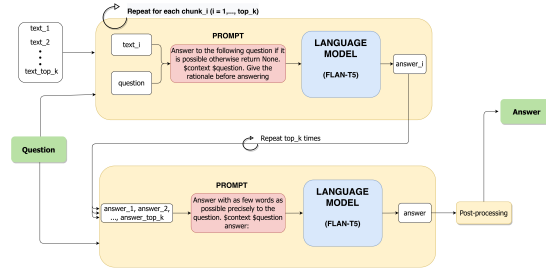 Repeat for each chunk_i (i = 1,..., top_k)
text_1
text_2
text_top_k
text_i
question
PROMPT
Answer to the following question if it
is possible otherwise return None.
$context $question. Give the
rationale before answering
LANGUAGE
MODEL
(FLAN-T5)
answer_i
Answer
Repeat top_k times
Question
PROMPT
answer_1, answer_2,
..., answer_top_k
Answer with as few words as
possible precisely to the
question. $context $question
answer:
LANGUAGE
MODEL
(FLAN-T5)
answer
Post-processing